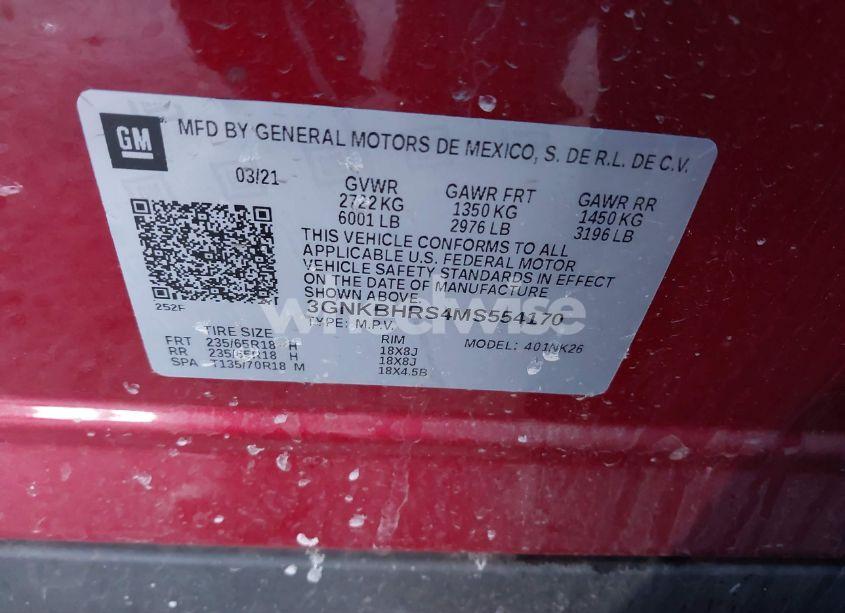 GM MFD BY GENERAL MOTORS DE MEXICO, S. DE R.L. DE C.V.
03/21 GVWR GAWR FRT GAWR RR
2722 KG 1350 KG 1450 KG
6001 LB 2976 LB 3196 LB
THIS VEHICLE CONFORMS TO ALL
APPLICABLE U.S. FEDERAL MOTOR
VEHICLE SAFETY STANDARDS IN EFFECT
ON THE DATE OF MANUFACTURE
SHOWN ABOVE
252F
3GNKBHRS4MS554170
TYPE: M.P.V. MODEL: 401NK26
TIRE SIZE RIM
FRT 235/65R18 H 18X8J
RR 235/65R18 H 18X8J
SPA T135/70R18 M 18X4.5B